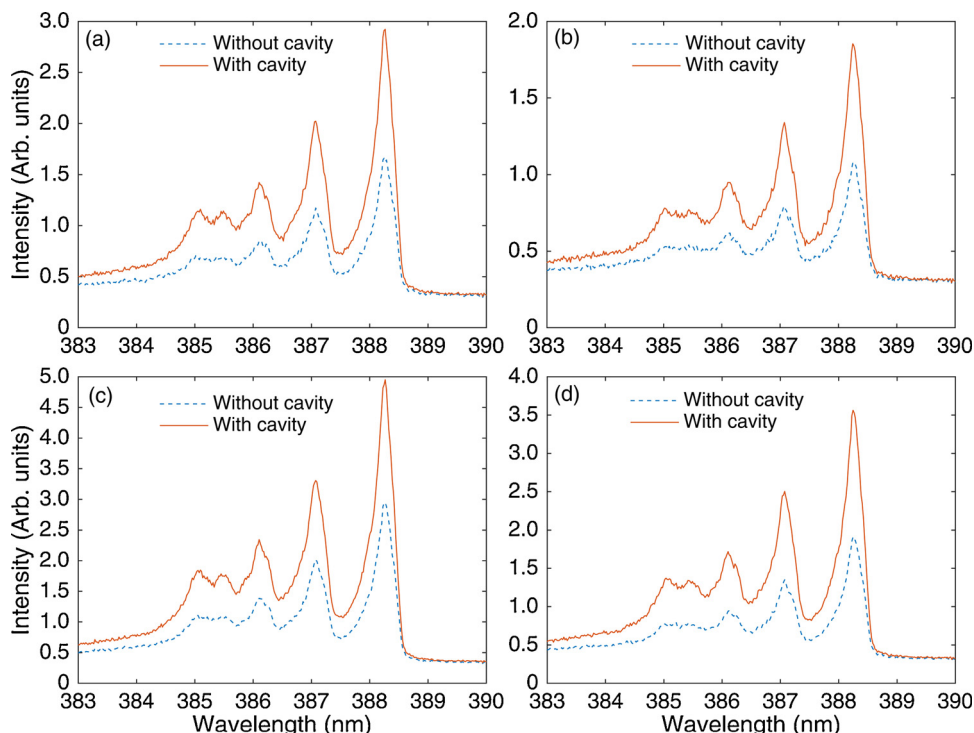 (a)
Without cavity
With cavity
3.0
2.5
2.0
1.5
1.0
0.5
0
383 384 385 386 387 388 389 390
Intensity (Arb. units)
(b)
Without cavity
With cavity
2.0
1.5
1.0
0.5
0
383 384 385 386 387 388 389 390
(c)
Without cavity
With cavity
5.0
4.5
4.0
3.5
3.0
2.5
2.0
1.5
1.0
0.5
0
383 384 385 386 387 388 389 390
Intensity (Arb. units)
Wavelength (nm)
(d)
Without cavity
With cavity
4.0
3.5
3.0
2.5
2.0
1.5
1.0
0.5
0
383 384 385 386 387 388 389 390
Wavelength (nm)